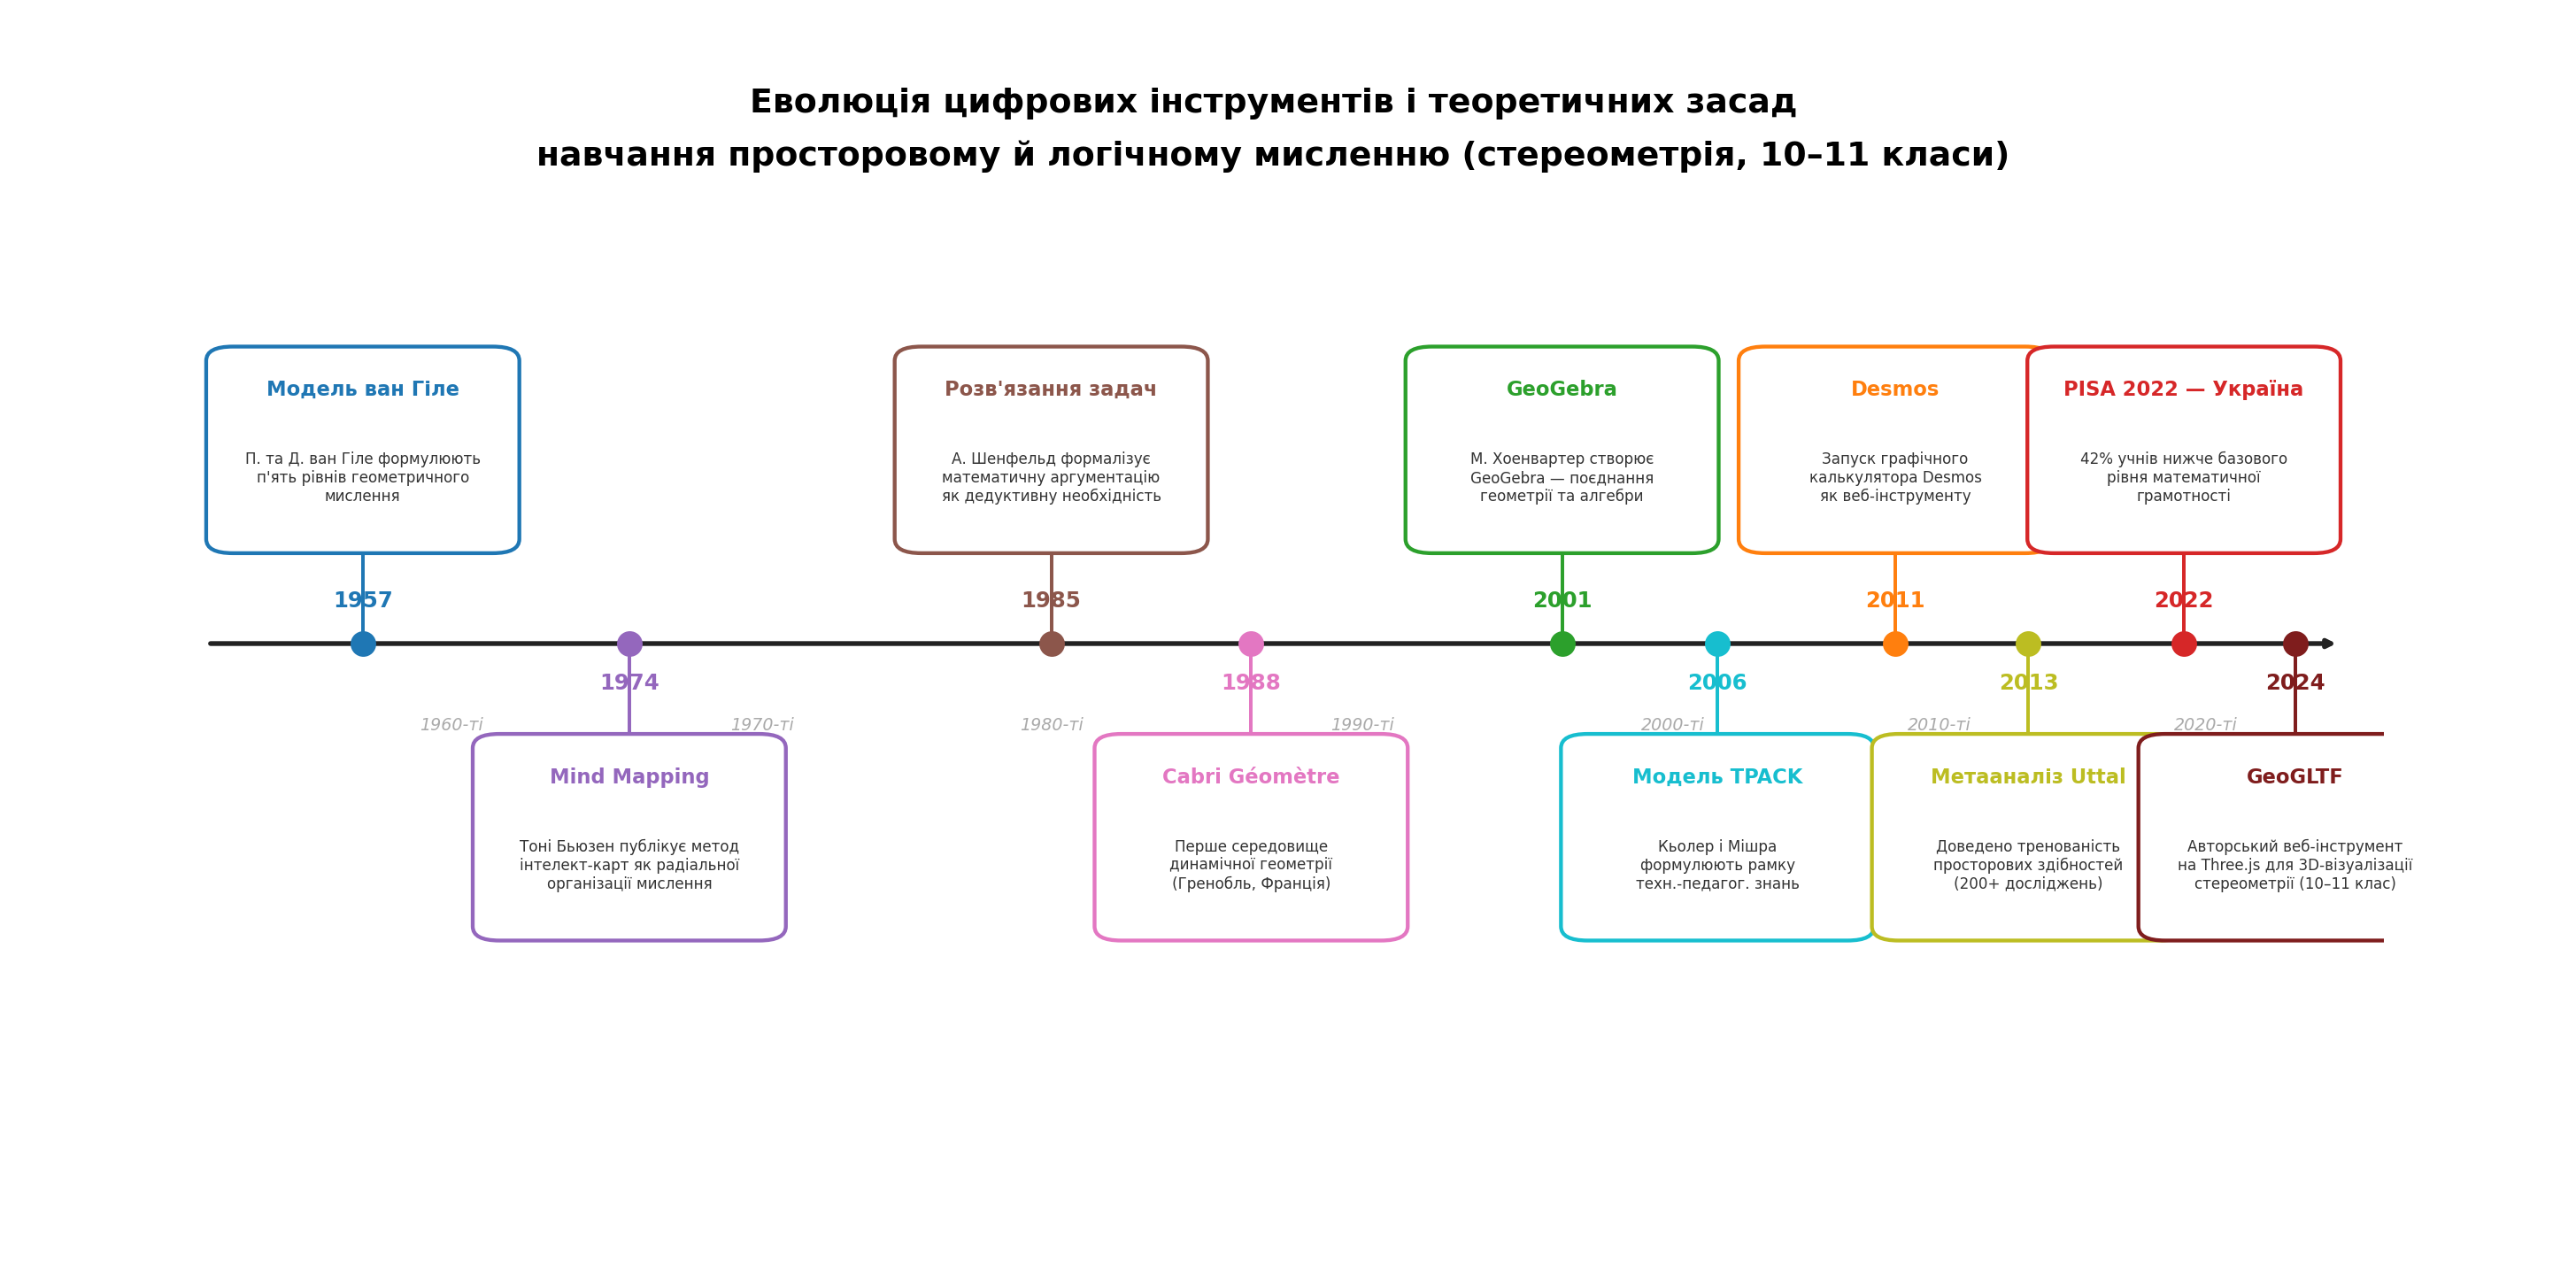 Еволюція цифрових інструментів і теоретичних засад
навчання просторовому й логічному мисленню (стереометрія, 10–11 класи)
Модель ван Гіле
П. та Д. ван Гіле формулюють
п'ять рівнів геометричного
мислення
1957
Розв'язання задач
А. Шенфельд формалізує
математичну аргументацію
як дедуктивну необхідність
1985
GeoGebra
М. Хоенвартер створює
GeoGebra — поєднання
геометрії та алгебри
2001
Desmos
Запуск графічного
калькулятора Desmos
як веб-інструменту
2011
PISA 2022 — Україна
42% учнів нижче базового
рівня математичної
грамотності
2022
1974
1988
2006
2013
2024
1960-ті
1970-ті
1980-ті
1990-ті
2000-ті
2010-ті
2020-ті
Mind Mapping
Тоні Бьюзен публікує метод
інтелект-карт як радіальної
організації мислення
Cabri Géomètre
Перше середовище
динамічної геометрії
(Гренобль, Франція)
Модель TPACK
Кьолер і Мішра
формулюють рамку
техн.-педагог. знань
Метааналіз Uttal
Доведено тренованість
просторових здібностей
(200+ досліджень)
GeoGLTF
Авторський веб-інструмент
на Three.js для 3D-візуалізації
стереометрії (10–11 клас)